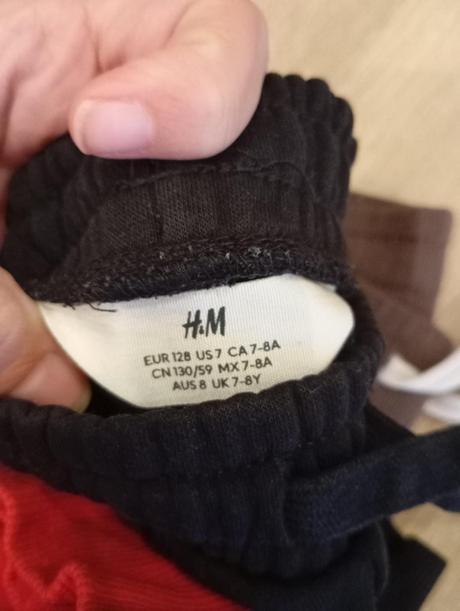 H&M
EUR 128 US 7 CA 7-8A
CN 130/59 MX 7-8A
AUS 8 UK 7-8Y